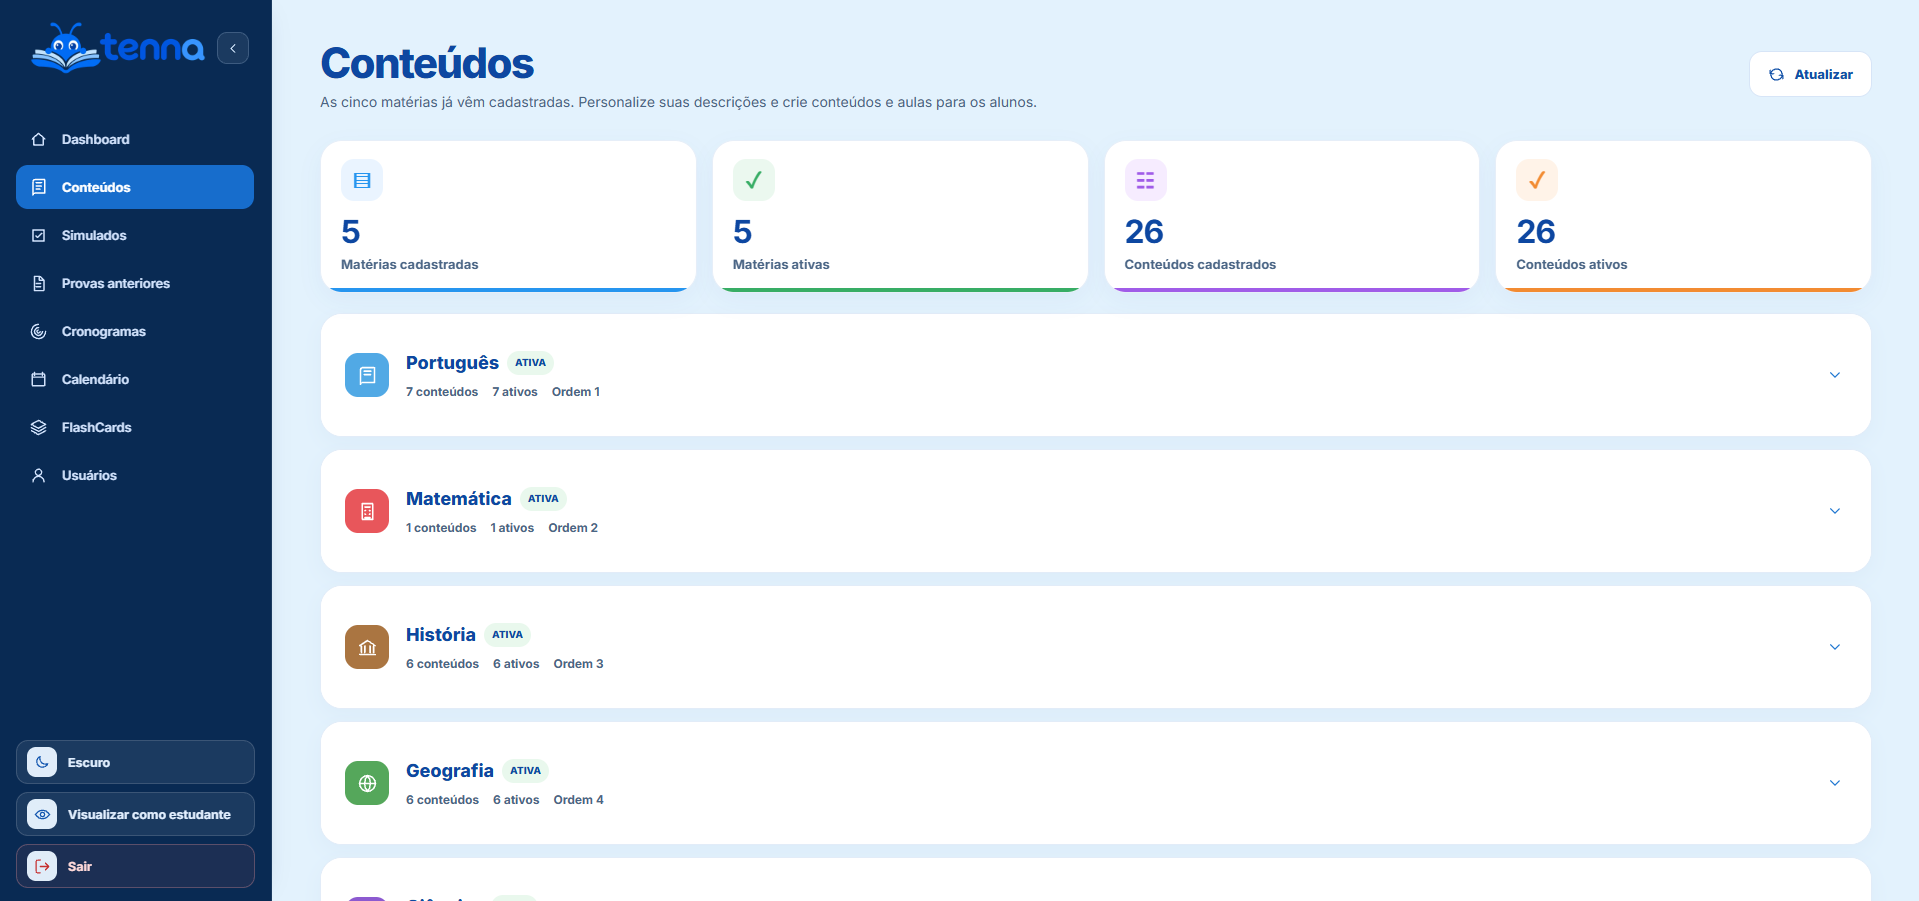 tenna
Dashboard
Conteúdos
Simulados
Provas anteriores
Cronogramas
Calendário
FlashCards
Usuários
Escuro
Visualizar como estudante
Sair
Conteúdos
As cinco matérias já vêm cadastradas. Personalize suas descrições e crie conteúdos e aulas para os alunos.
Atualizar
5
Matérias cadastradas
5
Matérias ativas
26
Conteúdos cadastrados
26
Conteúdos ativos
Português ATIVA
7 conteúdos 7 ativos Ordem 1
Matemática ATIVA
1 conteúdos 1 ativos Ordem 2
História ATIVA
6 conteúdos 6 ativos Ordem 3
Geografia ATIVA
6 conteúdos 6 ativos Ordem 4